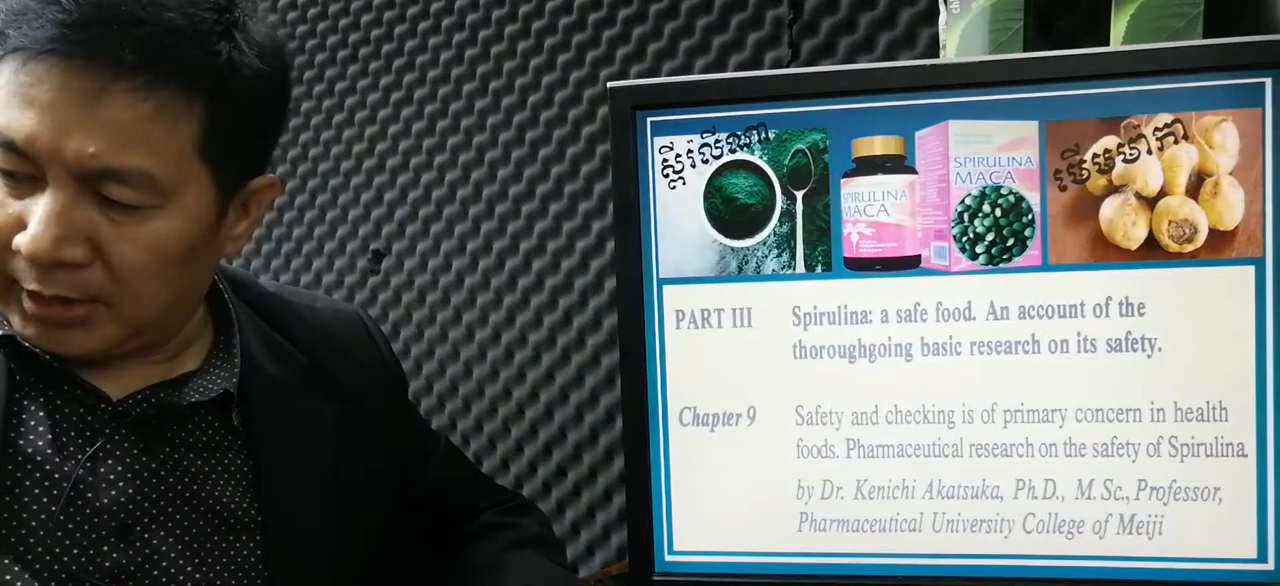 ch
ស្ពីរូលីណា
SPIRULINA
MACA
SPIRULINA
MACA
មើមម៉ាកា
PART III Spirulina: a safe food. An account of the
thoroughgoing basic research on its safety.
Chapter 9 Safety and checking is of primary concern in health
foods. Pharmaceutical research on the safety of Spirulina.
by Dr. Kenichi Akatsuka, Ph.D., M.Sc., Professor,
Pharmaceutical University College of Meiji